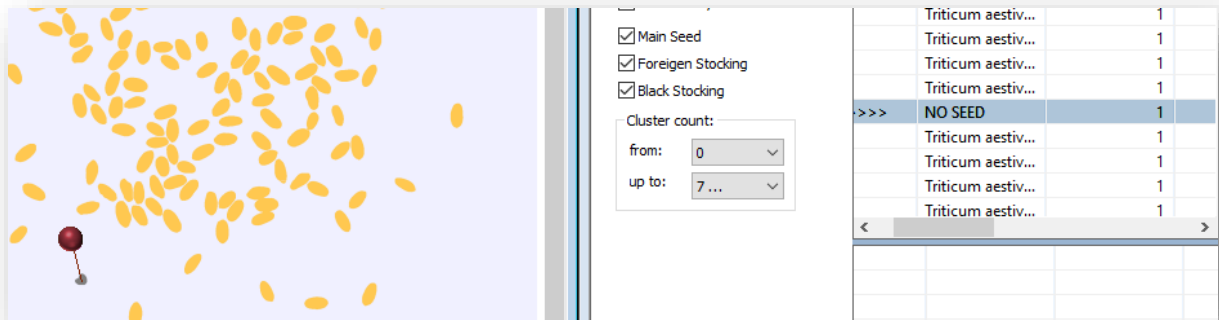 Main Seed
Foreigen Stocking
Black Stocking
Cluster count:
from: 0
up to: 7 ...
Triticum aestiv... 1
Triticum aestiv... 1
Triticum aestiv... 1
Triticum aestiv... 1
>>> NO SEED 1
Triticum aestiv... 1
Triticum aestiv... 1
Triticum aestiv... 1
Triticum aestiv... 1